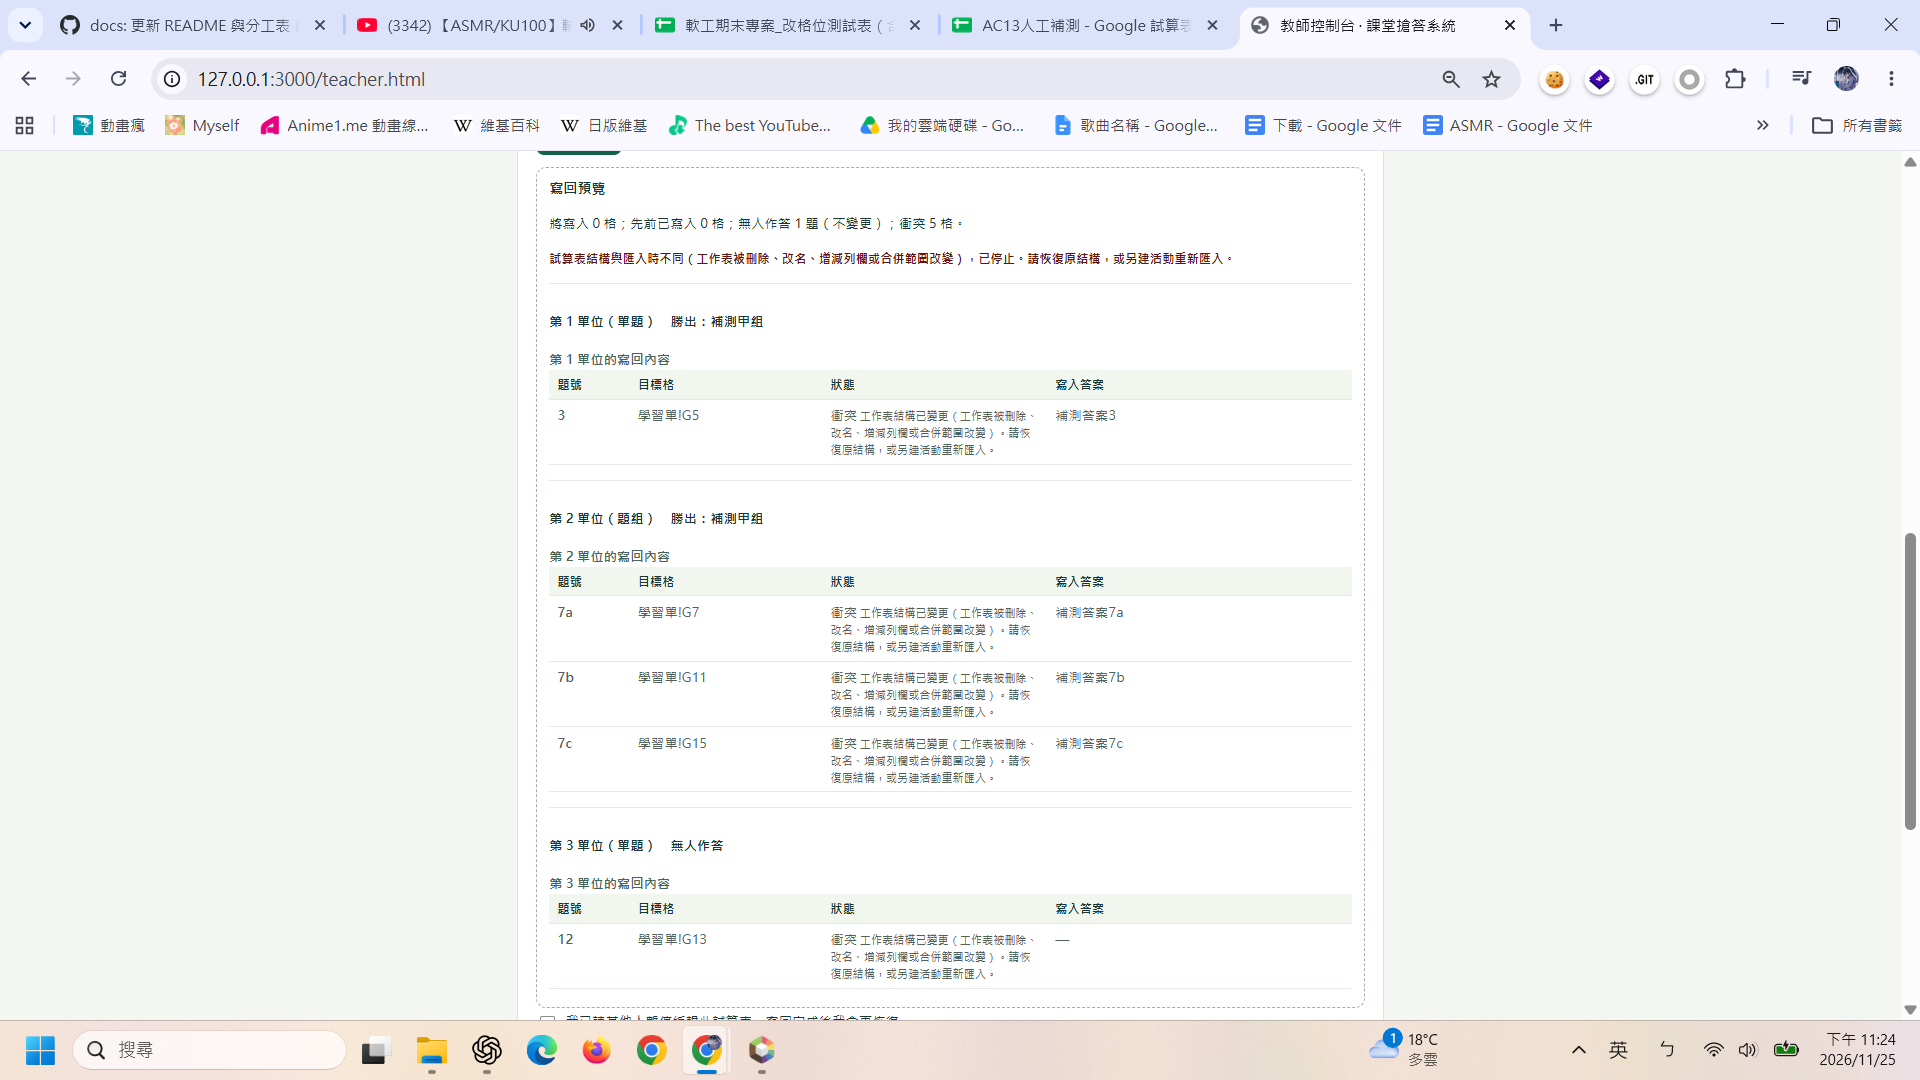 docs: 更新 README 與分工表
(3342) 【ASMR/KU100】
軟工期末專案_改格位測試表
AC13人工補測 - Google 試算表
教師控制台 · 課堂搶答系統
127.0.0.1:3000/teacher.html
.GIT
動畫瘋
Myself
Anime1.me 動畫線...
維基百科
日版維基
The best YouTube...
我的雲端硬碟 - Go...
歌曲名稱 - Google...
下載 - Google 文件
ASMR - Google 文件
所有書籤
寫回預覽
將寫入 0 格；先前已寫入 0 格；無人作答 1 題（不變更）；衝突 5 格。
試算表結構與匯入時不同（工作表被刪除、改名、增減列欄或合併範圍改變），已停止。請恢復原結構，或另建活動重新匯入。
第 1 單位（單題） 勝出：補測甲組
第 1 單位的寫回內容
題號 目標格 狀態 寫入答案
3 學習單!G5 衝突 工作表結構已變更（工作表被刪除、 補測答案3
改名、增減列欄或合併範圍改變）。請恢
復原結構，或另建活動重新匯入。
第 2 單位（題組） 勝出：補測甲組
第 2 單位的寫回內容
題號 目標格 狀態 寫入答案
7a 學習單!G7 衝突 工作表結構已變更（工作表被刪除、 補測答案7a
改名、增減列欄或合併範圍改變）。請恢
復原結構，或另建活動重新匯入。
7b 學習單!G11 衝突 工作表結構已變更（工作表被刪除、 補測答案7b
改名、增減列欄或合併範圍改變）。請恢
復原結構，或另建活動重新匯入。
7c 學習單!G15 衝突 工作表結構已變更（工作表被刪除、 補測答案7c
改名、增減列欄或合併範圍改變）。請恢
復原結構，或另建活動重新匯入。
第 3 單位（單題） 無人作答
第 3 單位的寫回內容
題號 目標格 狀態 寫入答案
12 學習單!G13 衝突 工作表結構已變更（工作表被刪除、 —
改名、增減列欄或合併範圍改變）。請恢
復原結構，或另建活動重新匯入。
搜尋
1
18°C
多雲
英
ㄅ
下午 11:24
2026/11/25